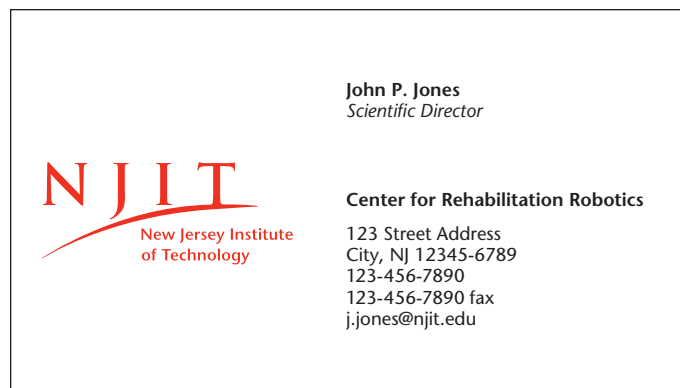 NJIT
New Jersey Institute
of Technology
John P. Jones
Scientific Director
Center for Rehabilitation Robotics
123 Street Address
City, NJ 12345-6789
123-456-7890
123-456-7890 fax
j.jones@njit.edu